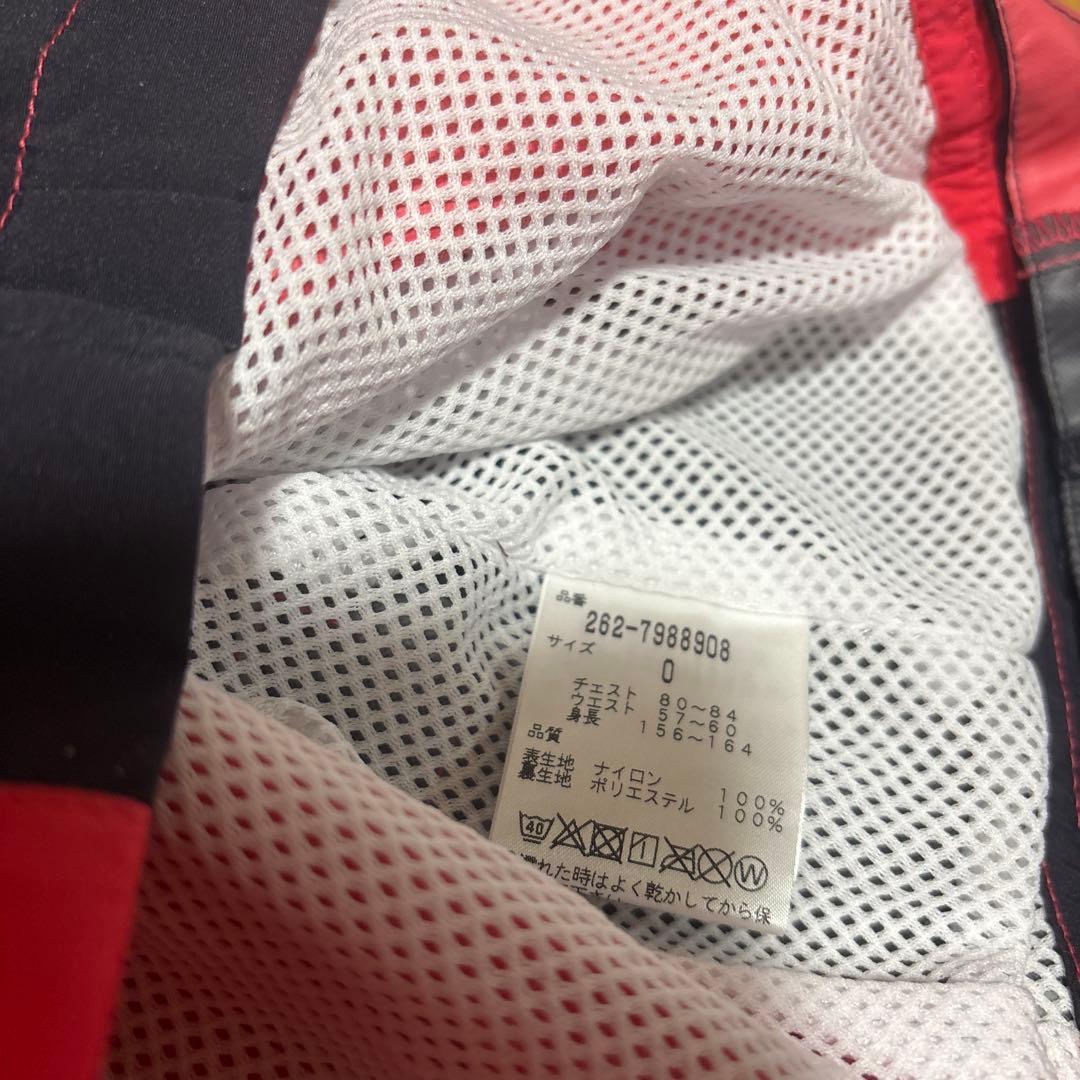 品番
262-7988908
サイズ
0
チェスト 80～84
ウエスト 57～60
身長 156～164
品質
表生地 ナイロン 100%
裏生地 ポリエステル 100%
40 1 W
れた時はよく乾かしてから保